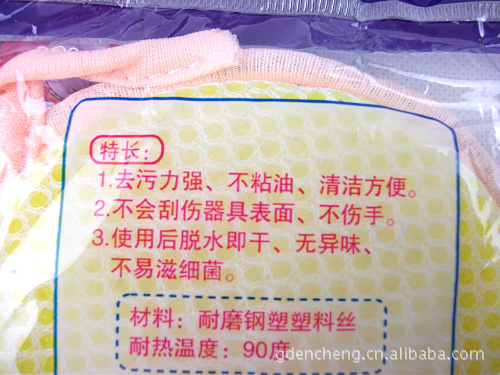 特长：
1.去污力强、不粘油、清洁方便。
2.不会刮伤器具表面、不伤手。
3.使用后脱水即干、无异味、
不易滋细菌。
材料：耐磨钢塑塑料丝
耐热温度：90度
gdencheng.cn.alibaba.com